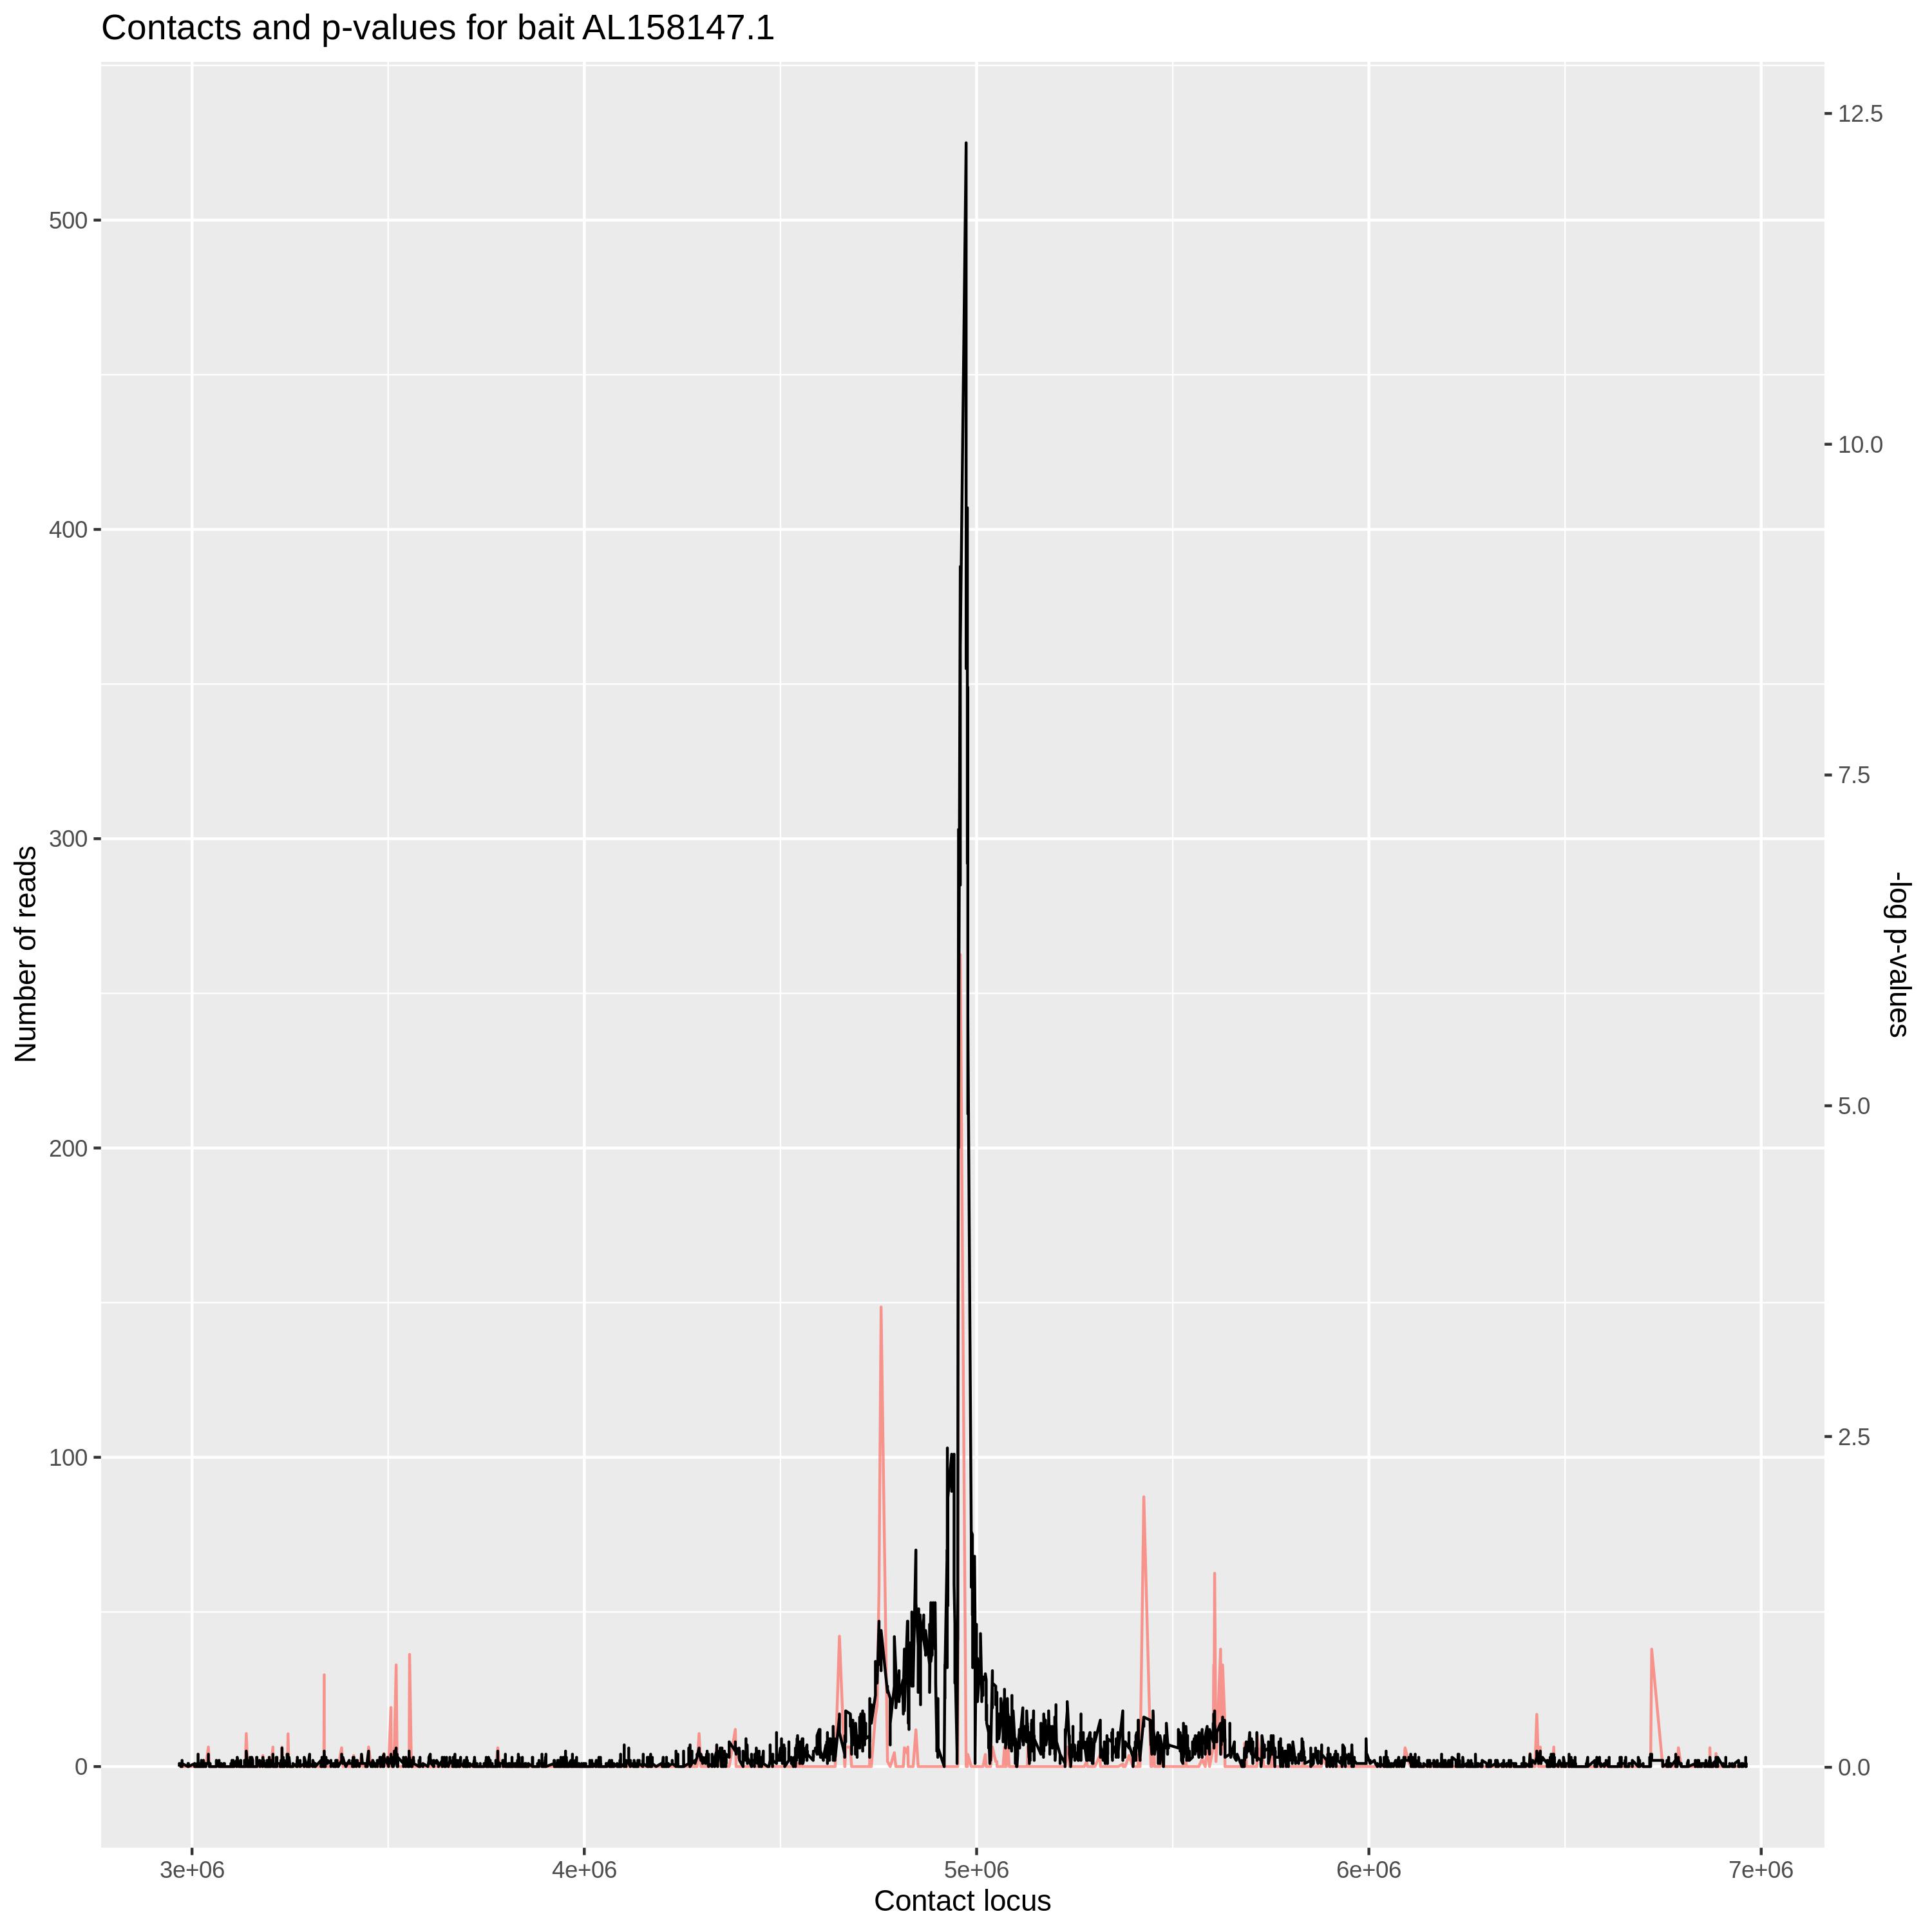 Contacts and p-values for bait AL158147.1
12.5
500
10.0
400
7.5
300
Number of reads
-log p-values
5.0
200
2.5
100
0
0.0
3e+06 4e+06 5e+06 6e+06 7e+06
Contact locus